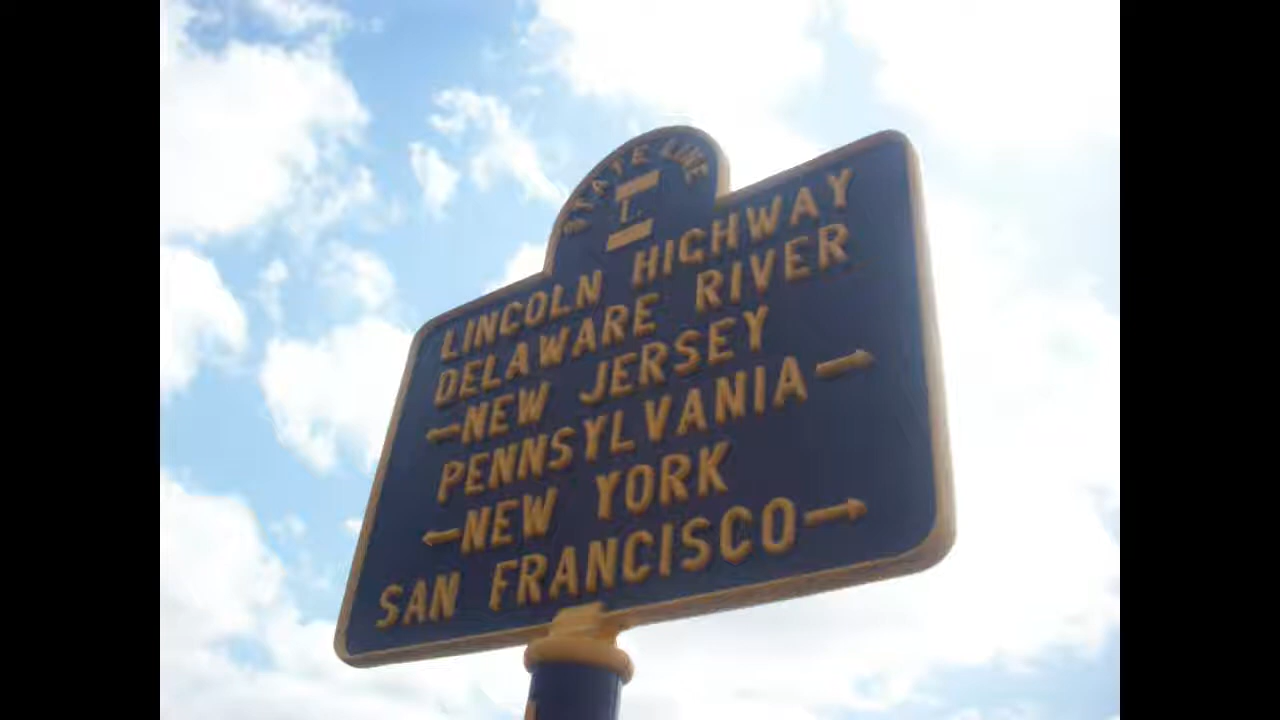 STATE LINE
L
LINCOLN HIGHWAY
DELAWARE RIVER
←NEW JERSEY
PENNSYLVANIA→
←NEW YORK
SAN FRANCISCO→